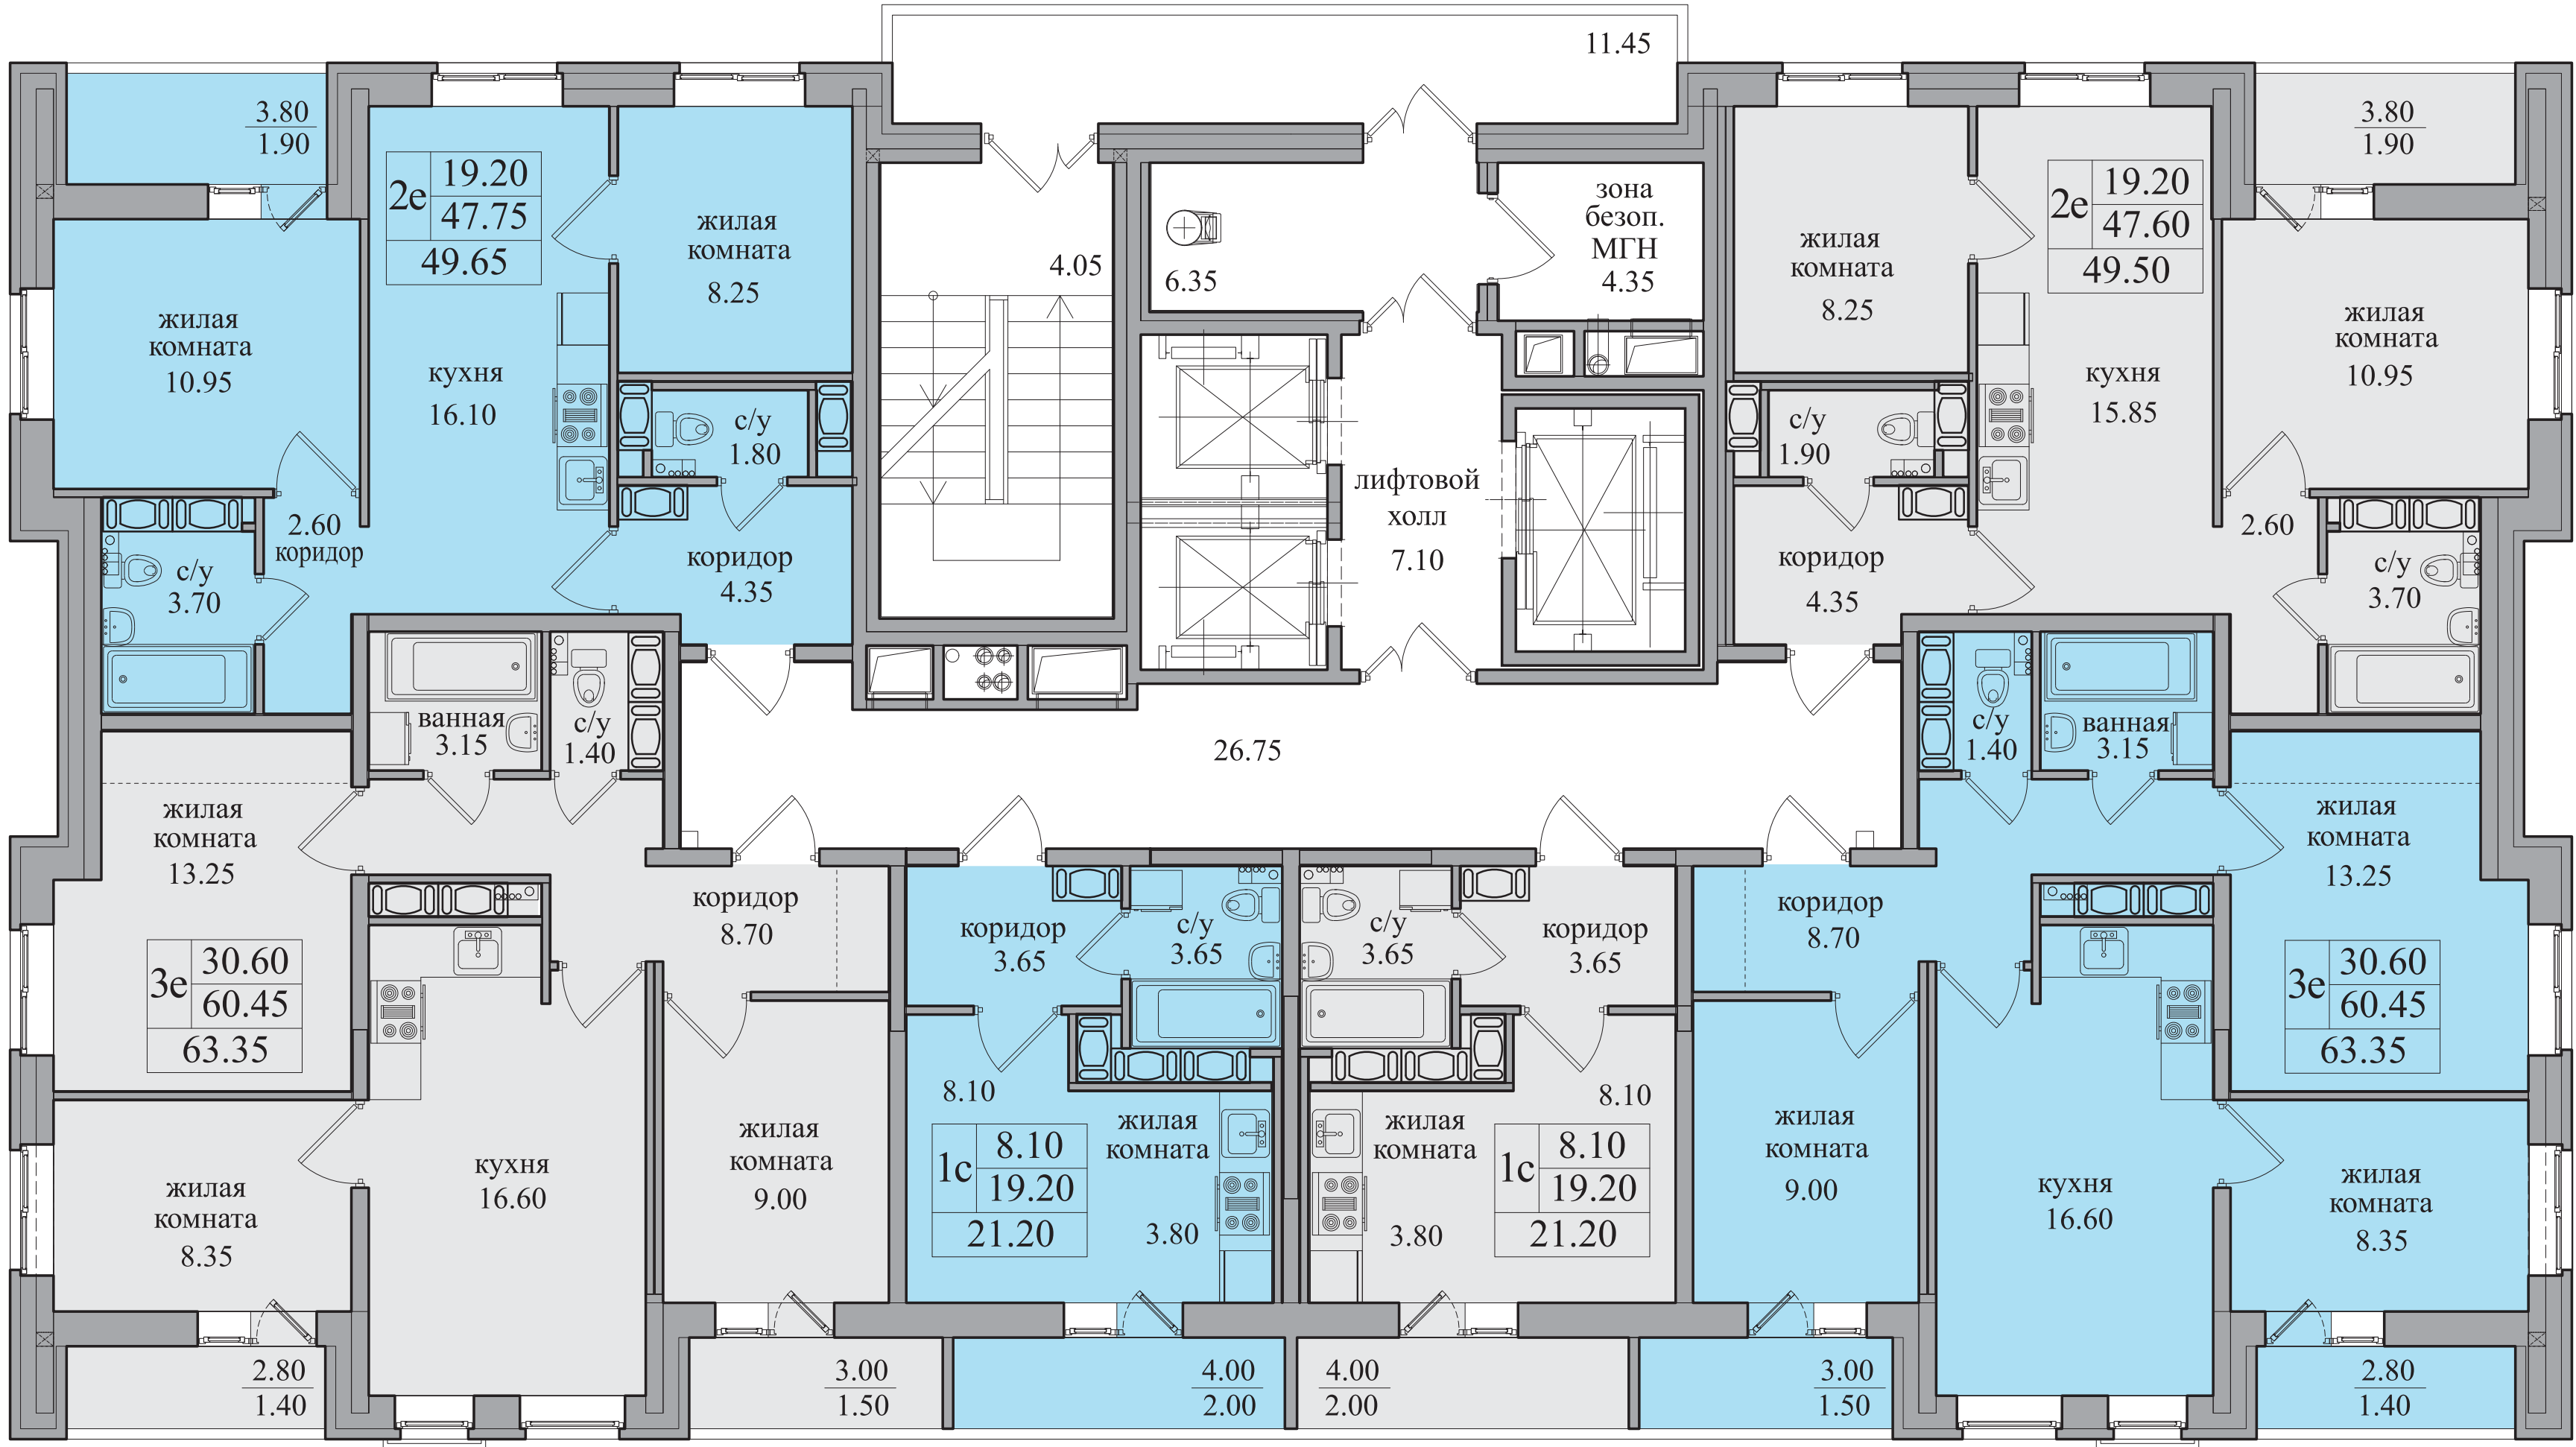 11.45
3.80
1.90
2е
19.20
47.75
49.65
жилая
комната
8.25
4.05
6.35
зона
безоп.
МГН
4.35
жилая
комната
8.25
2е
19.20
47.60
49.50
3.80
1.90
жилая
комната
10.95
кухня
16.10
с/у
1.80
лифтовой
холл
7.10
с/у
1.90
кухня
15.85
жилая
комната
10.95
2.60
коридор
с/у
3.70
коридор
4.35
коридор
4.35
2.60
с/у
3.70
ванная
3.15
с/у
1.40
26.75
с/у
1.40
ванная
3.15
жилая
комната
13.25
3е
30.60
60.45
63.35
коридор
8.70
коридор
3.65
с/у
3.65
с/у
3.65
коридор
3.65
коридор
8.70
жилая
комната
13.25
3е
30.60
60.45
63.35
жилая
комната
8.35
кухня
16.60
жилая
комната
9.00
8.10
жилая
комната
1с
8.10
19.20
21.20
3.80
жилая
комната
8.10
1с
8.10
19.20
21.20
3.80
жилая
комната
9.00
кухня
16.60
жилая
комната
8.35
2.80
1.40
3.00
1.50
4.00
2.00
4.00
2.00
3.00
1.50
2.80
1.40